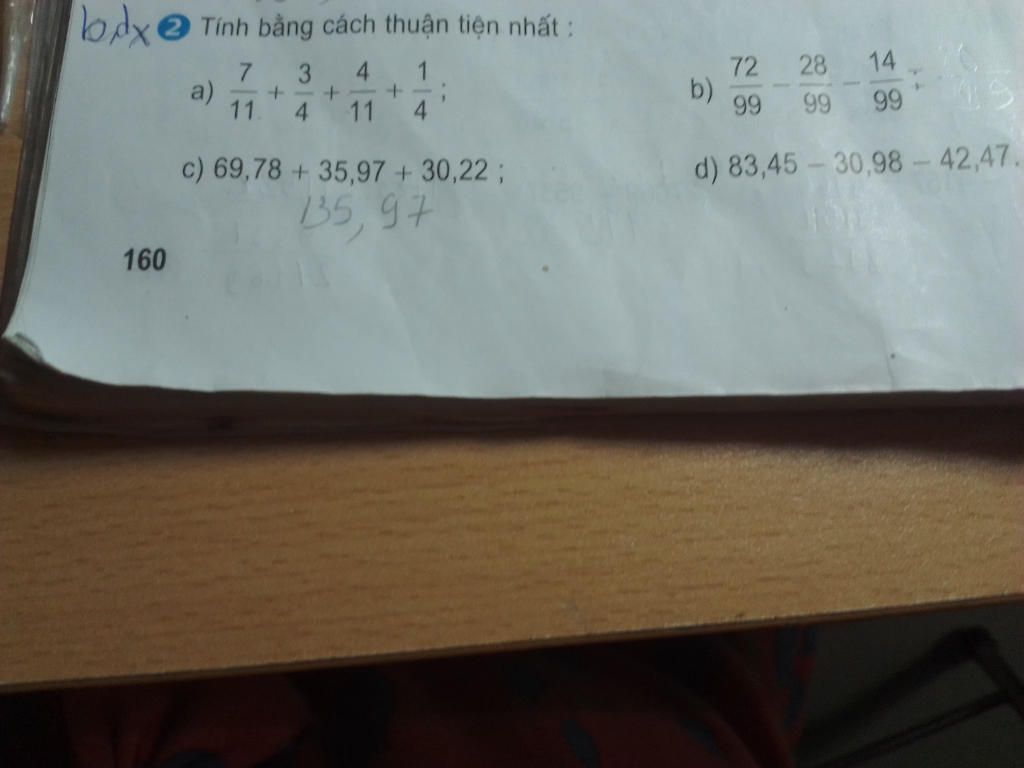 b,dx 2 Tính bằng cách thuận tiện nhất :
a) 7/11 + 3/4 + 4/11 + 1/4 ; b) 72/99 - 28/99 - 14/99 ;
c) 69,78 + 35,97 + 30,22 ; d) 83,45 – 30,98 – 42,47.
135,97
160